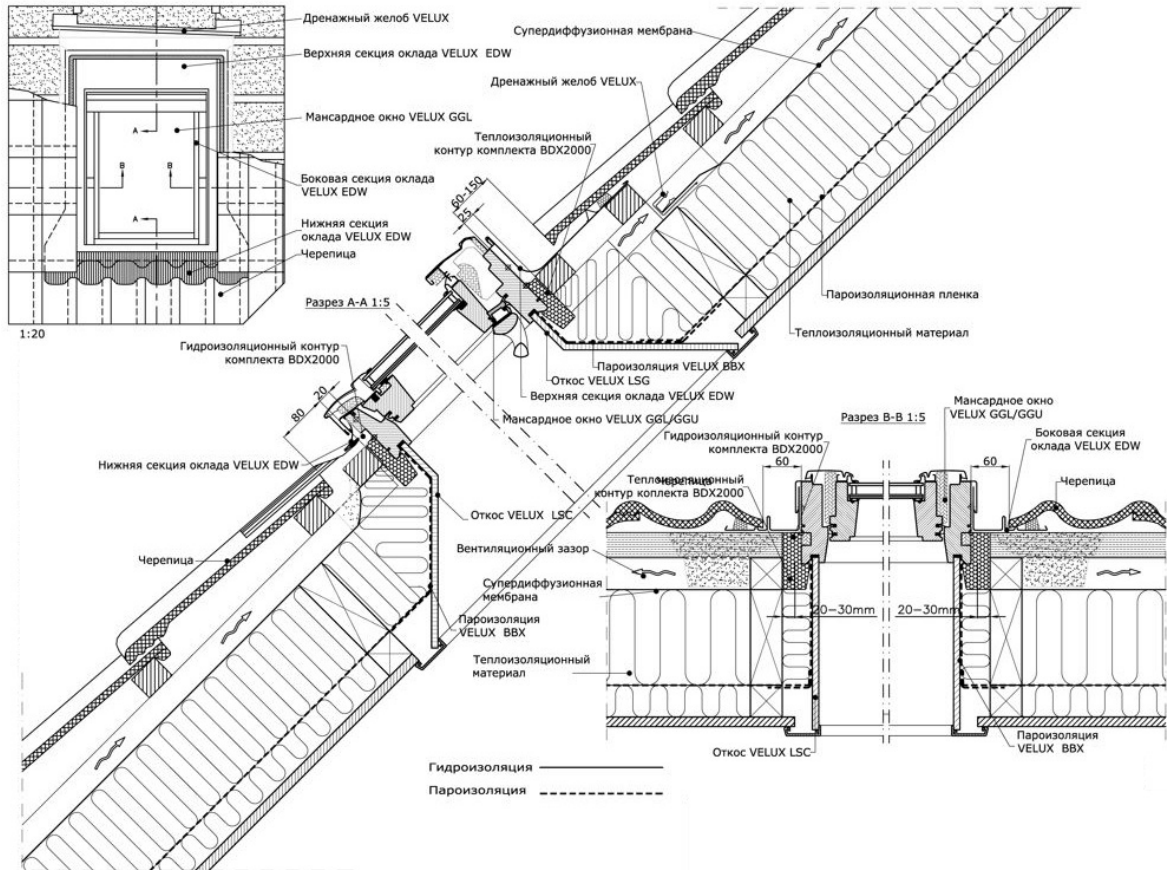 Дренажный желоб VELUX
Верхняя секция оклада VELUX EDW
Мансардное окно VELUX GGL
Боковая секция оклада
VELUX EDW
Нижняя секция
оклада VELUX EDW
Черепица
A
B
B
A
1:20
Супердиффузионная мембрана
Дренажный желоб VELUX
Теплоизоляционный
контур комплекта BDX2000
60-150
25
Разрез А-А 1:5
Пароизоляционная пленка
Теплоизоляционный материал
Гидроизоляционный контур
комплекта BDX2000
Пароизоляция VELUX BBX
Откос VELUX LSG
Верхняя секция оклада VELUX EDW
Мансардное окно VELUX GGL/GGU
20
80
Нижняя секция оклада VELUX EDW
Откос VELUX LSC
Черепица
Пароизоляция
VELUX BBX
Мансардное окно
VELUX GGL/GGU
Разрез В-В 1:5
Гидроизоляционный контур
комплекта BDX2000
Боковая секция
оклада VELUX EDW
60
60
Теплоизоляционный
контур коплекта BDX2000
Черепица
Черепица
Вентиляционный зазор
Супердиффузионная
мембрана
20-30mm
20-30mm
Теплоизоляционный
материал
Откос VELUX LSC
Пароизоляция
VELUX BBX
Гидроизоляция
Пароизоляция